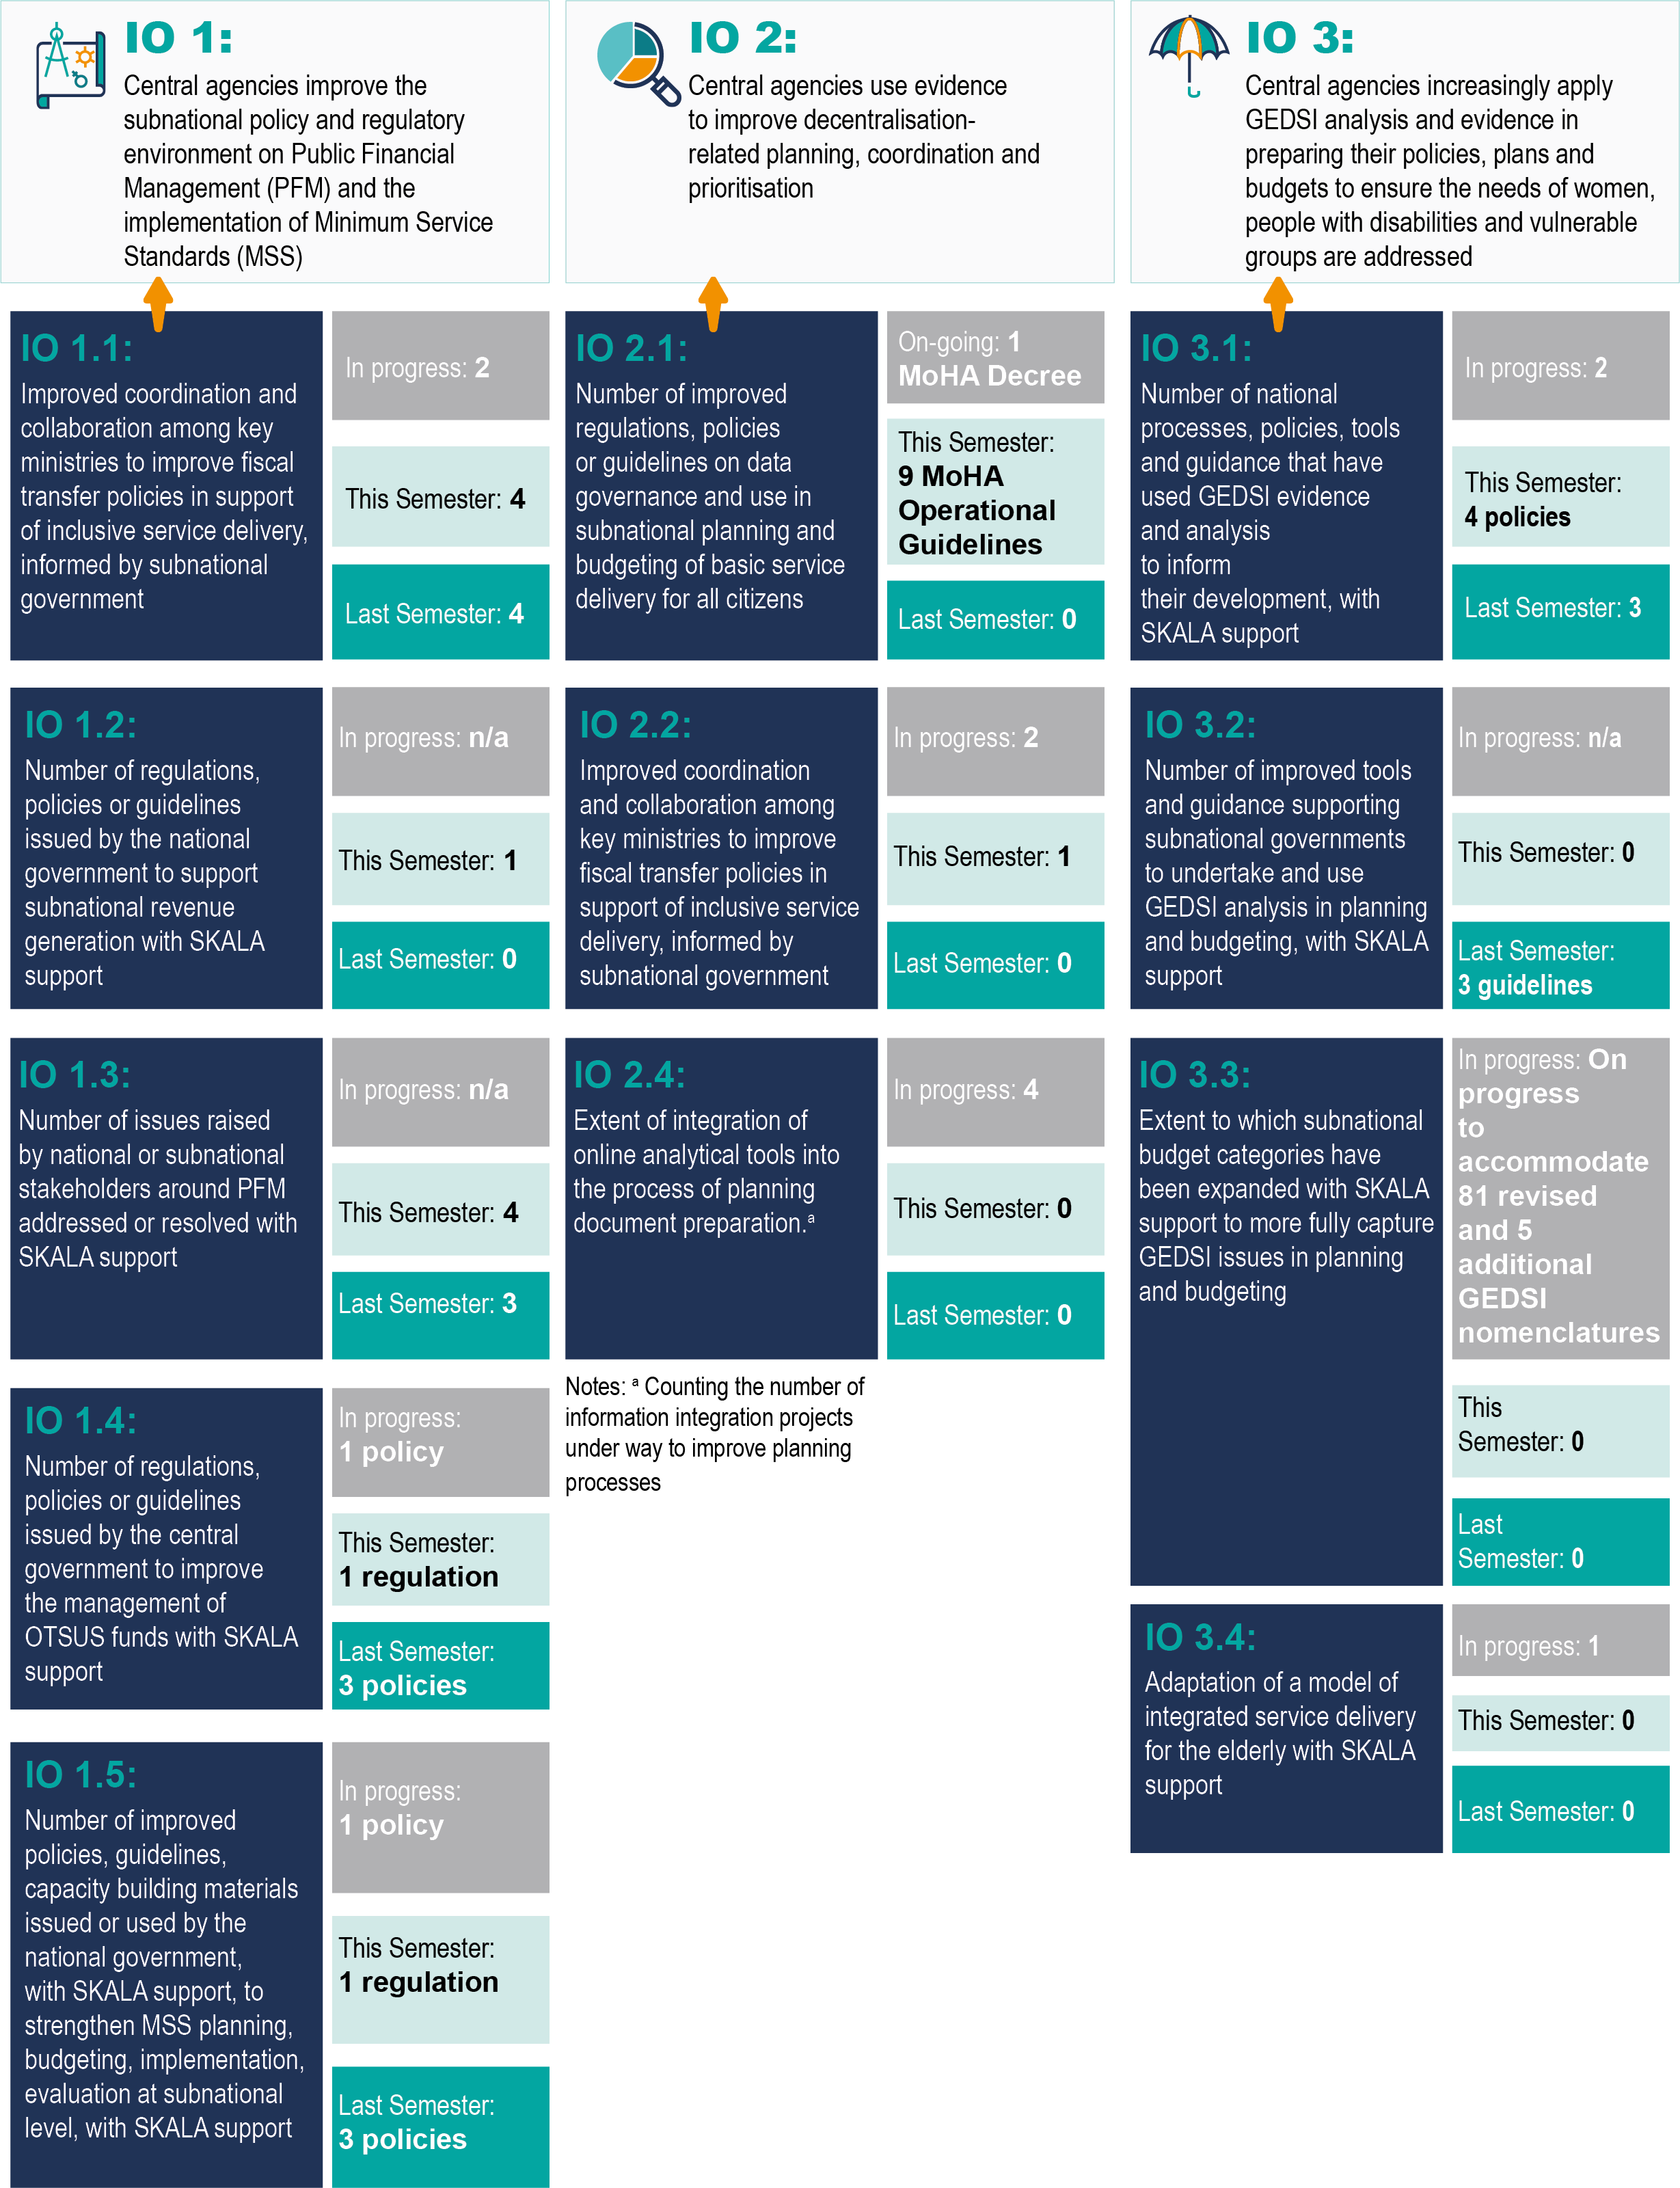 IO 1:
Central agencies improve the
subnational policy and regulatory
environment on Public Financial
Management (PFM) and the
implementation of Minimum Service
Standards (MSS)
IO 1.1:
Improved coordination and
collaboration among key
ministries to improve fiscal
transfer policies in support
of inclusive service delivery,
informed by subnational
government
In progress: 2
This Semester: 4
Last Semester: 4
IO 1.2:
Number of regulations,
policies or guidelines
issued by the national
government to support
subnational revenue
generation with SKALA
support
In progress: n/a
This Semester: 1
Last Semester: 0
IO 1.3:
Number of issues raised
by national or subnational
stakeholders around PFM
addressed or resolved with
SKALA support
In progress: n/a
This Semester: 4
Last Semester: 3
IO 1.4:
Number of regulations,
policies or guidelines
issued by the central
government to improve
the management of
OTSUS funds with SKALA
support
In progress:
1 policy
This Semester:
1 regulation
Last Semester:
3 policies
IO 1.5:
Number of improved
policies, guidelines,
capacity building materials
issued or used by the
national government,
with SKALA support, to
strengthen MSS planning,
budgeting, implementation,
evaluation at subnational
level, with SKALA support
In progress:
1 policy
This Semester:
1 regulation
Last Semester:
3 policies
IO 2:
Central agencies use evidence
to improve decentralisation-
related planning, coordination and
prioritisation
IO 2.1:
Number of improved
regulations, policies
or guidelines on data
governance and use in
subnational planning and
budgeting of basic service
delivery for all citizens
On-going: 1
MoHA Decree
This Semester:
9 MoHA
Operational
Guidelines
Last Semester: 0
IO 2.2:
Improved coordination
and collaboration among
key ministries to improve
fiscal transfer policies in
support of inclusive service
delivery, informed by
subnational government
In progress: 2
This Semester: 1
Last Semester: 0
IO 2.4:
Extent of integration of
online analytical tools into
the process of planning
document preparation.ª
In progress: 4
This Semester: 0
Last Semester: 0
Notes: ª Counting the number of
information integration projects
under way to improve planning
processes
IO 3:
Central agencies increasingly apply
GEDSI analysis and evidence in
preparing their policies, plans and
budgets to ensure the needs of women,
people with disabilities and vulnerable
groups are addressed
IO 3.1:
Number of national
processes, policies, tools
and guidance that have
used GEDSI evidence
and analysis
to inform
their development, with
SKALA support
In progress: 2
This Semester:
4 policies
Last Semester: 3
IO 3.2:
Number of improved tools
and guidance supporting
subnational governments
to undertake and use
GEDSI analysis in planning
and budgeting, with SKALA
support
In progress: n/a
This Semester: 0
Last Semester:
3 guidelines
IO 3.3:
Extent to which subnational
budget categories have
been expanded with SKALA
support to more fully capture
GEDSI issues in planning
and budgeting
In progress: On
progress
to
accommodate
81 revised
and 5
additional
GEDSI
nomenclatures
This
Semester: 0
Last
Semester: 0
IO 3.4:
Adaptation of a model of
integrated service delivery
for the elderly with SKALA
support
In progress: 1
This Semester: 0
Last Semester: 0